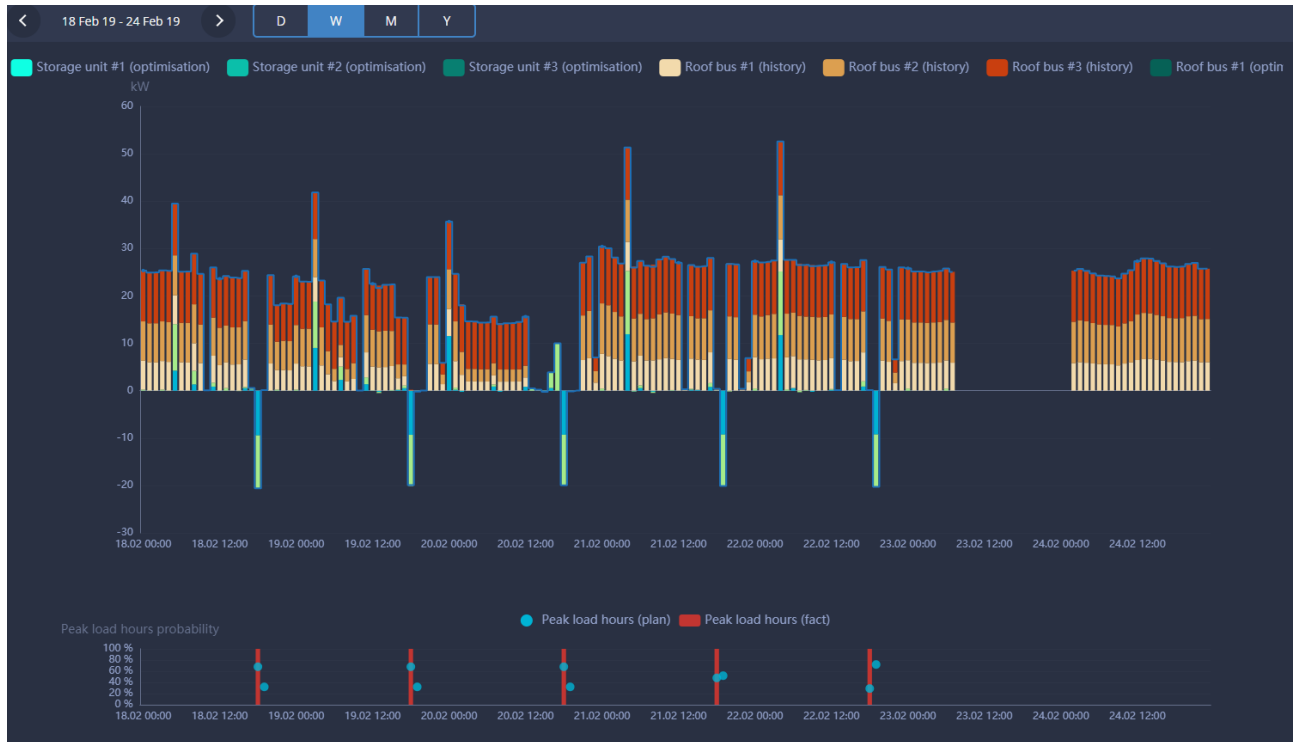 18 Feb 19 - 24 Feb 19 D W M Y
Storage unit #1 (optimisation) Storage unit #2 (optimisation) Storage unit #3 (optimisation) Roof bus #1 (history) Roof bus #2 (history) Roof bus #3 (history) Roof bus #1 (optin
kW
60
50
40
30
20
10
0
-10
-20
-30
18.02 00:00 18.02 12:00 19.02 00:00 19.02 12:00 20.02 00:00 20.02 12:00 21.02 00:00 21.02 12:00 22.02 00:00 22.02 12:00 23.02 00:00 23.02 12:00 24.02 00:00 24.02 12:00
Peak load hours (plan) Peak load hours (fact)
Peak load hours probability
100 %
80 %
60 %
40 %
20 %
0 %
18.02 00:00 18.02 12:00 19.02 00:00 19.02 12:00 20.02 00:00 20.02 12:00 21.02 00:00 21.02 12:00 22.02 00:00 22.02 12:00 23.02 00:00 23.02 12:00 24.02 00:00 24.02 12:00